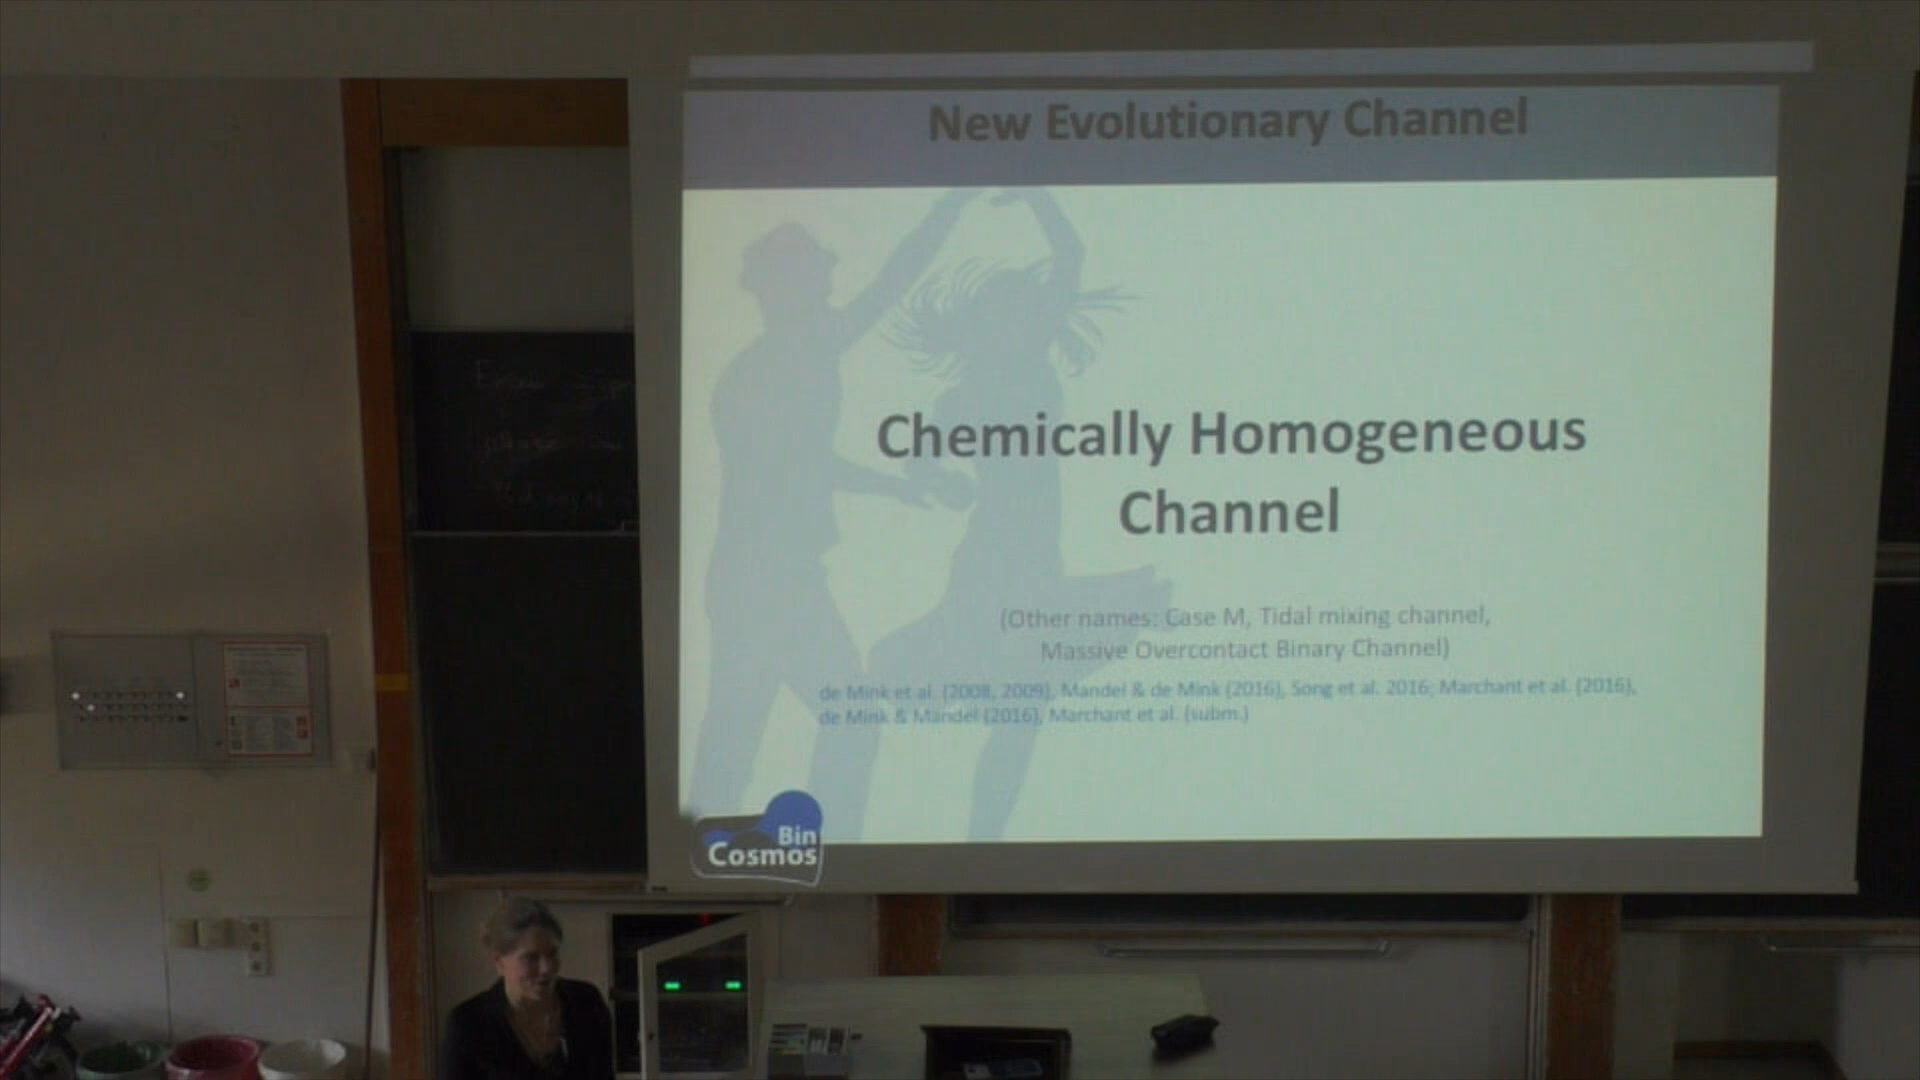 New Evolutionary Channel
Chemically Homogeneous
Channel
(Other names: Case M, Tidal mixing channel,
Massive Overcontact Binary Channel)
de Mink et al. (2008, 2009), Mandel & de Mink (2016), Song et al. 2016; Marchant et al. (2016),
de Mink & Mandel (2016), Marchant et al. (subm.)
Bin
Cosmos